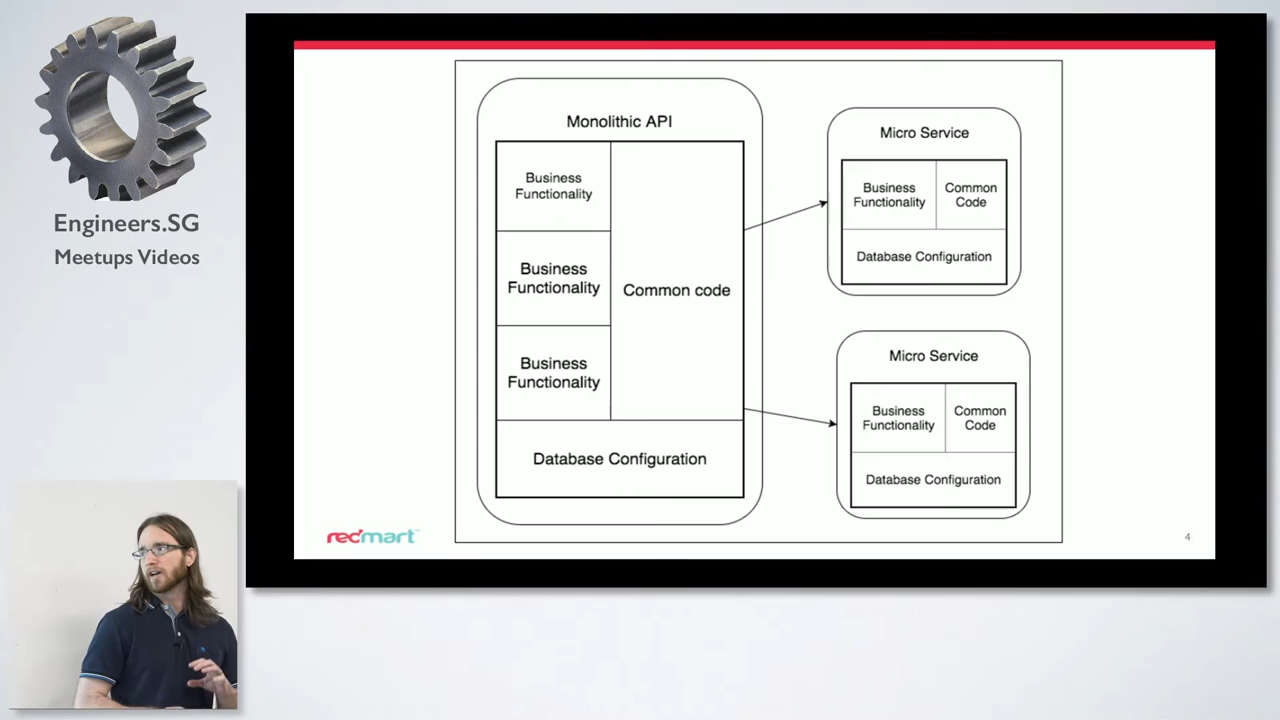 Engineers.SG
Meetups Videos
Monolithic API
Business
Functionality
Business
Functionality
Business
Functionality
Common code
Database Configuration
Micro Service
Business
Functionality
Common
Code
Database Configuration
Micro Service
Business
Functionality
Common
Code
Database Configuration
redmart
4